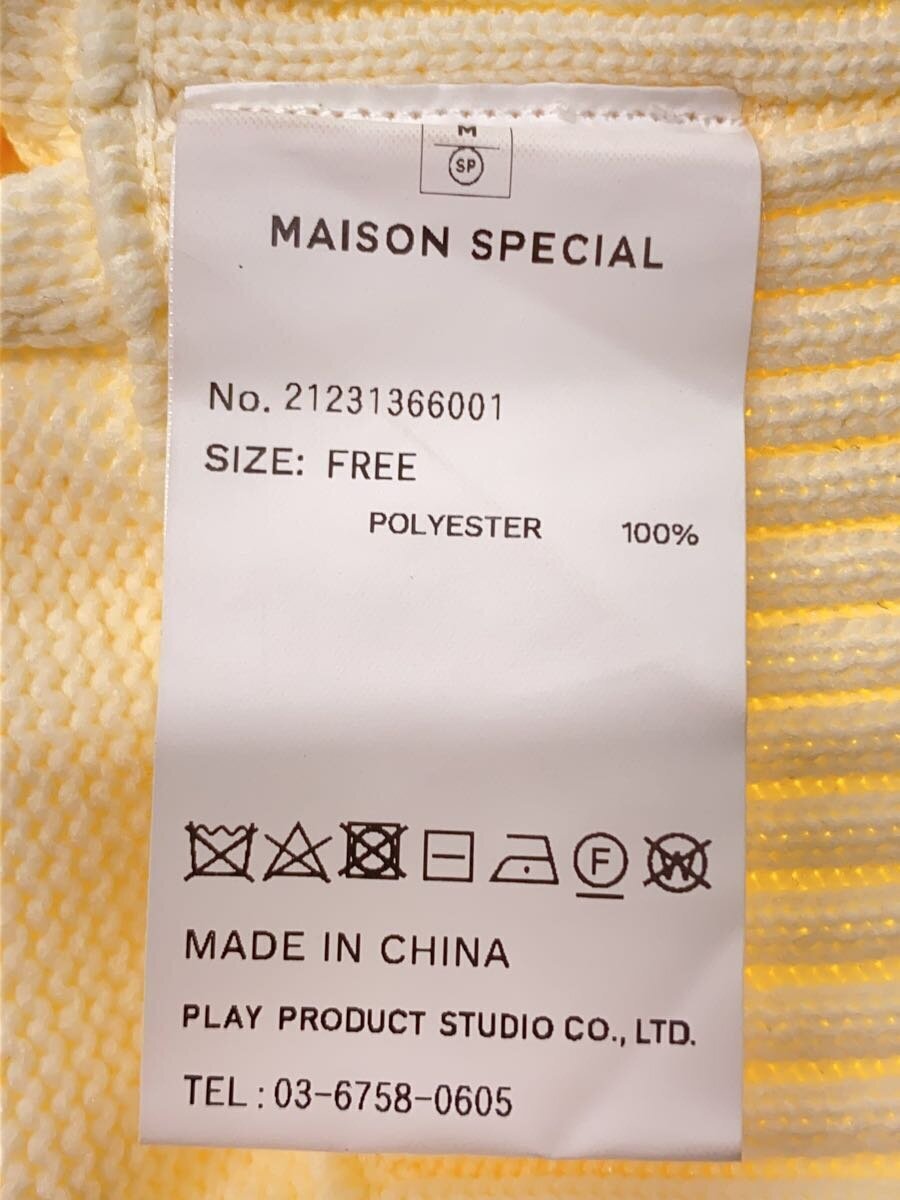 M
SP
MAISON SPECIAL
No. 21231366001
SIZE: FREE
POLYESTER 100%
F W
MADE IN CHINA
PLAY PRODUCT STUDIO CO., LTD.
TEL : 03-6758-0605